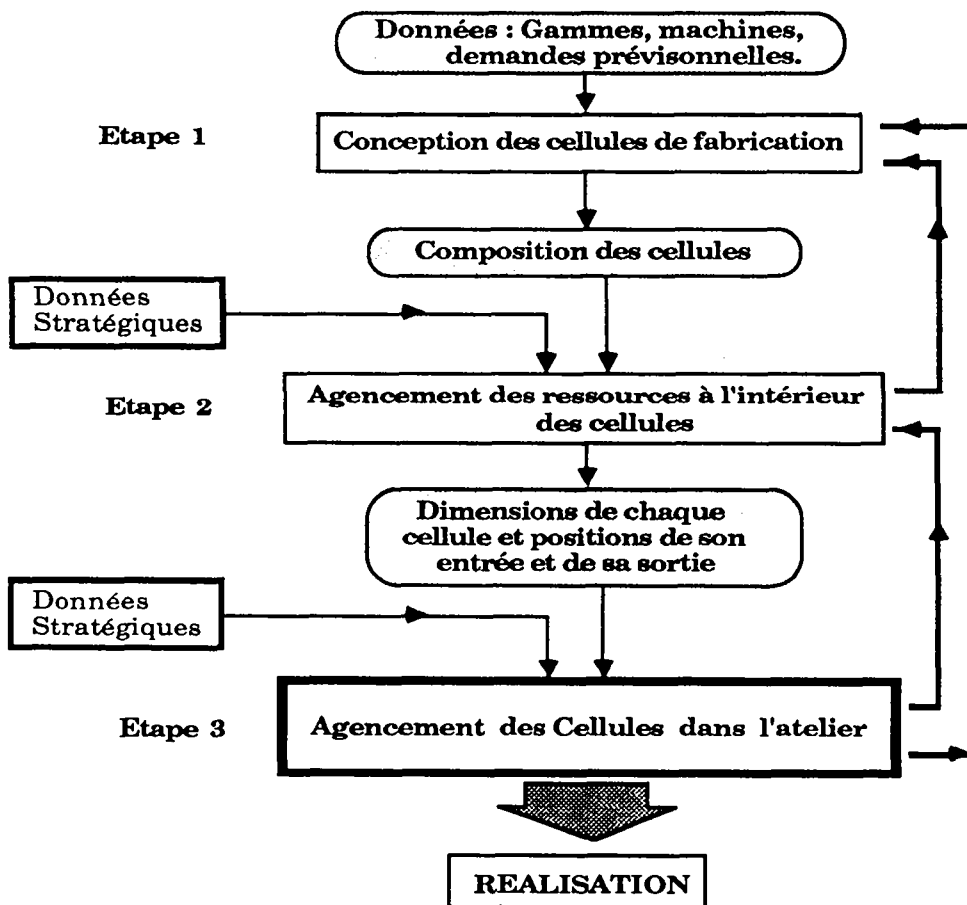 Données : Gammes, machines,
demandes prévisonnelles.
Etape 1
Conception des cellules de fabrication
Composition des cellules
Données
Stratégiques
Etape 2
Agencement des ressources à l'intérieur
des cellules
Dimensions de chaque
cellule et positions de son
entrée et de sa sortie
Données
Stratégiques
Etape 3
Agencement des Cellules dans l'atelier
REALISATION